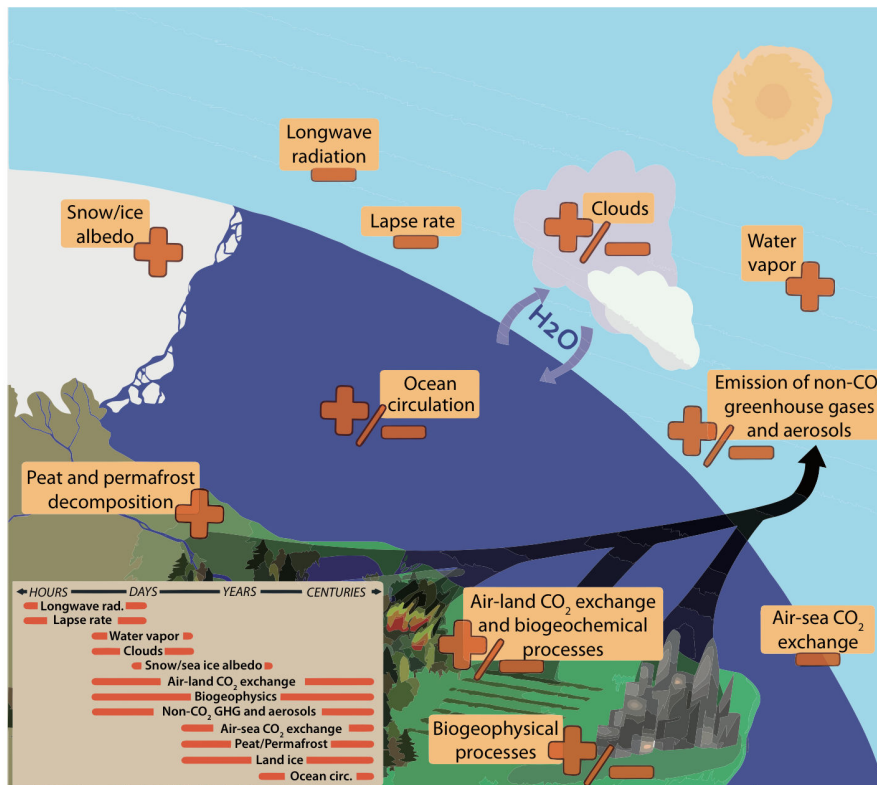 Longwave
radiation
Snow/ice
albedo
Lapse rate
Clouds
Water
vapor
H2O
Ocean
circulation
Emission of non-CO
greenhouse gases
and aerosols
Peat and permafrost
decomposition
Air-land CO₂ exchange
and biogeochemical
processes
Air-sea CO₂
exchange
Biogeophysical
processes
HOURS DAYS YEARS CENTURIES
Longwave rad.
Lapse rate
Water vapor
Clouds
Snow/sea ice albedo
Air-land CO₂ exchange
Biogeophysics
Non-CO₂ GHG and aerosols
Air-sea CO₂ exchange
Peat/Permafrost
Land ice
Ocean circ.